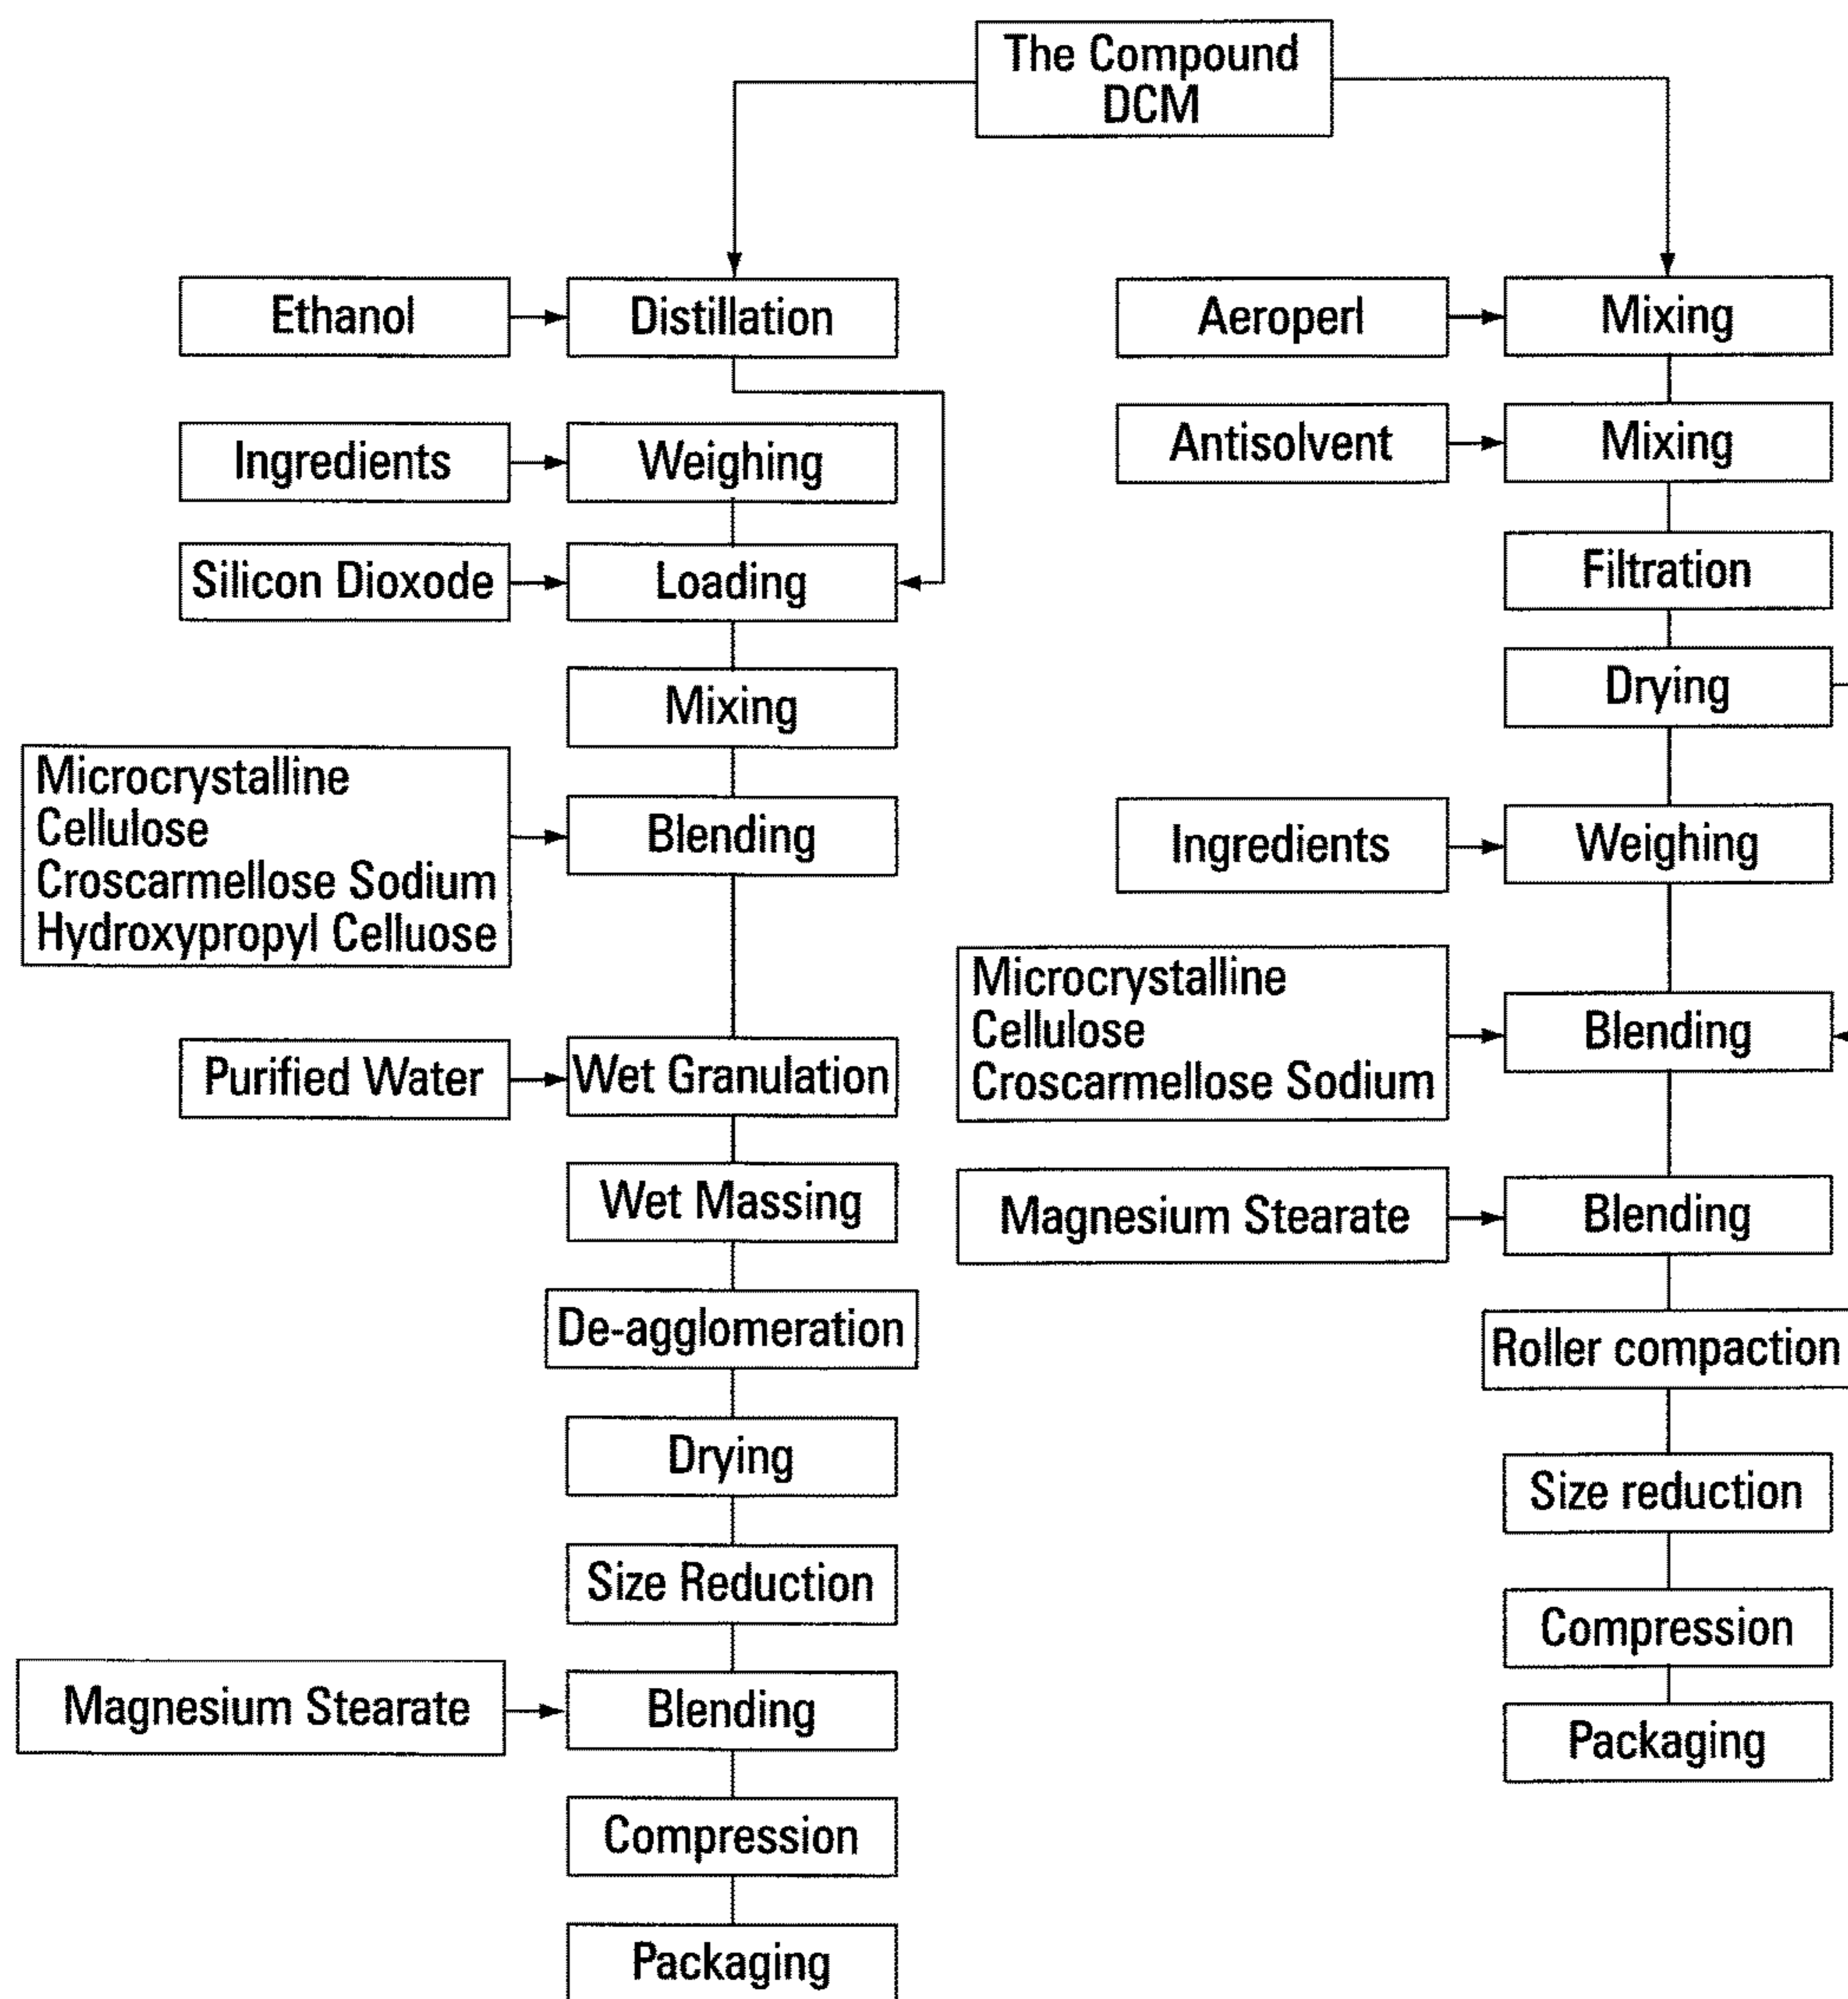 The Compound
DCM
Ethanol
Distillation
Ingredients
Weighing
Silicon Dioxode
Loading
Mixing
Microcrystalline
Cellulose
Croscarmellose Sodium
Hydroxypropyl Celluose
Blending
Purified Water
Wet Granulation
Wet Massing
De-agglomeration
Drying
Size Reduction
Magnesium Stearate
Blending
Compression
Packaging
Aeroperl
Mixing
Antisolvent
Mixing
Filtration
Drying
Ingredients
Weighing
Microcrystalline
Cellulose
Croscarmellose Sodium
Blending
Magnesium Stearate
Blending
Roller compaction
Size reduction
Compression
Packaging